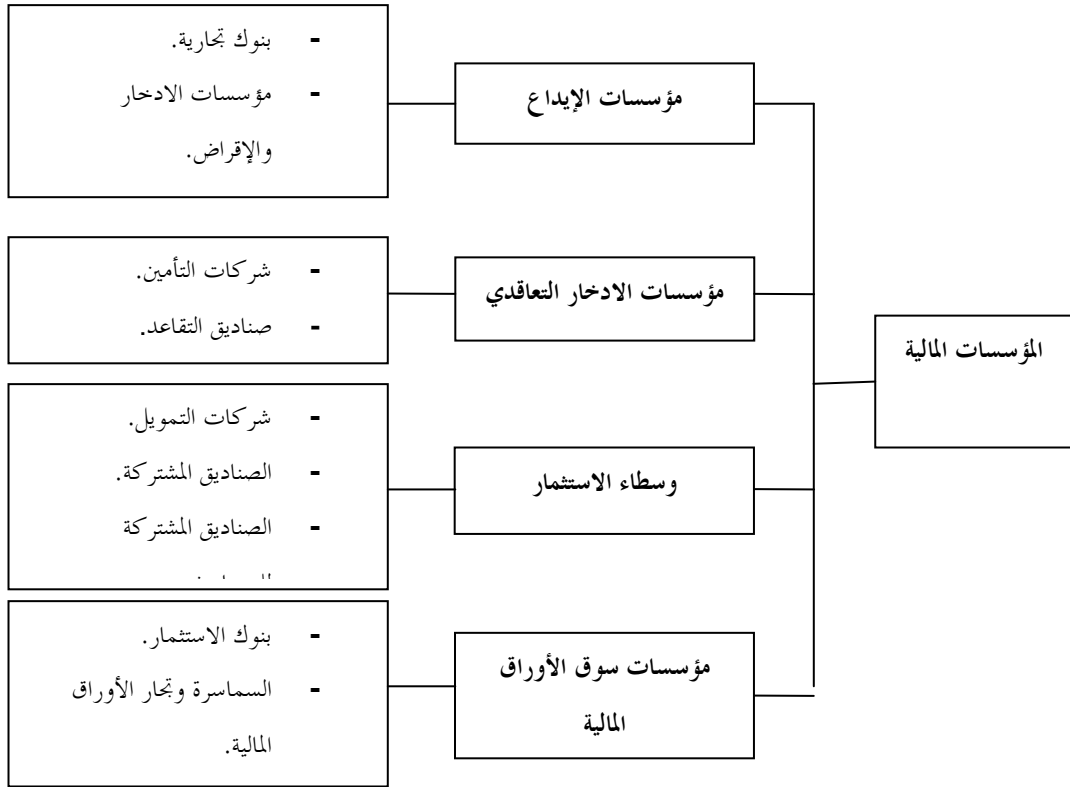 المؤسسات المالية
مؤسسات الإيداع
- بنوك تجارية.
- مؤسسات الادخار
والإقراض.
مؤسسات الادخار التعاقدي
- شركات التأمين.
- صناديق التقاعد.
وسطاء الاستثمار
- شركات التمويل.
- الصناديق المشتركة.
- الصناديق المشتركة
مؤسسات سوق الأوراق
المالية
- بنوك الاستثمار.
- السماسرة وتجار الأوراق
المالية.